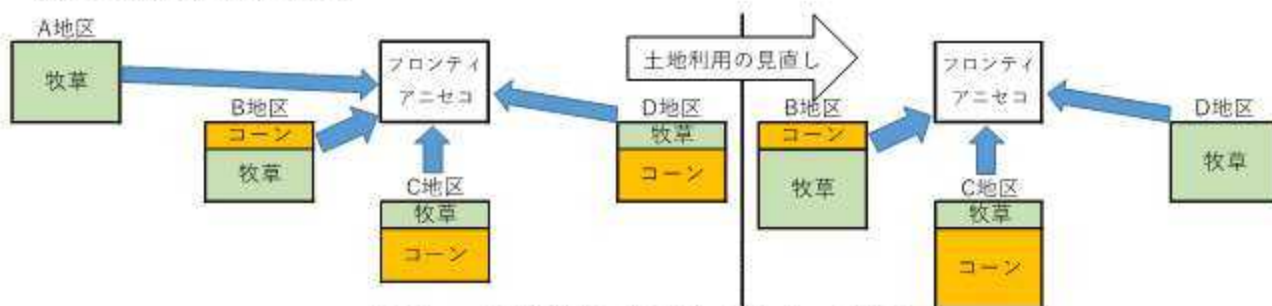 A地区
牧草
フロンティ
アニセコ
B地区
コーン
牧草
C地区
牧草
コーン
D地区
牧草
コーン
土地利用の見直し
フロンティ
アニセコ
B地区
コーン
牧草
C地区
牧草
コーン
D地区
牧草